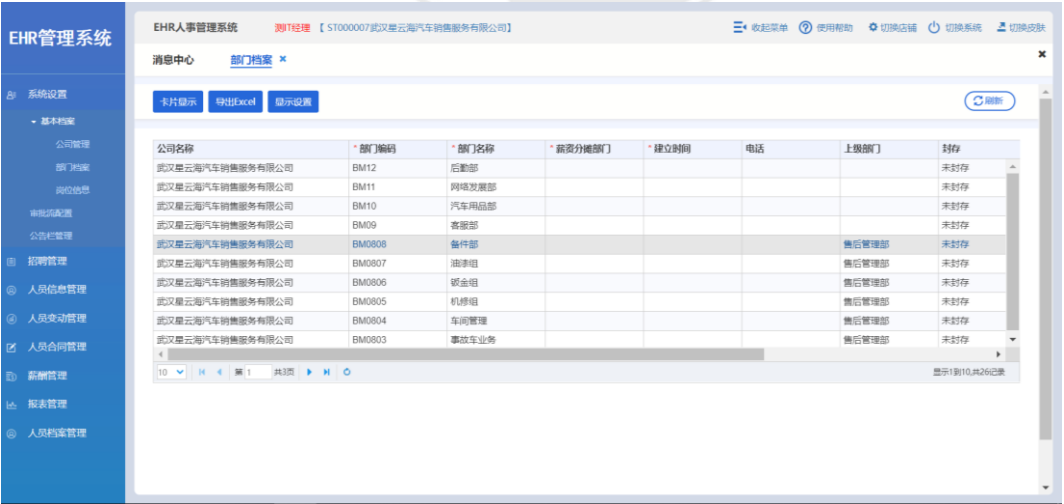 EHR管理系统
EHR人事管理系统 测IT经理 【 ST000007武汉星云海汽车销售服务有限公司】 收起菜单 使用帮助 切换店铺 切换系统 切换皮肤
消息中心 部门档案 ×
系统设置
基本档案
公司管理
部门档案
岗位信息
审批流配置
公告栏管理
招聘管理
人员信息管理
人员变动管理
人员合同管理
薪酬管理
报表管理
人员档案管理
卡片显示 导出Excel 显示设置 刷新
公司名称 * 部门编码 * 部门名称 * 薪资分摊部门 * 建立时间 电话 上级部门 封存
武汉星云海汽车销售服务有限公司 BM12 后勤部 未封存
武汉星云海汽车销售服务有限公司 BM11 网络发展部 未封存
武汉星云海汽车销售服务有限公司 BM10 汽车用品部 未封存
武汉星云海汽车销售服务有限公司 BM09 客服部 未封存
武汉星云海汽车销售服务有限公司 BM0808 备件部 售后管理部 未封存
武汉星云海汽车销售服务有限公司 BM0807 油漆组 售后管理部 未封存
武汉星云海汽车销售服务有限公司 BM0806 钣金组 售后管理部 未封存
武汉星云海汽车销售服务有限公司 BM0805 机修组 售后管理部 未封存
武汉星云海汽车销售服务有限公司 BM0804 车间管理 售后管理部 未封存
武汉星云海汽车销售服务有限公司 BM0803 事故车业务 售后管理部 未封存
10 第 1 共3页 显示1到10,共26记录